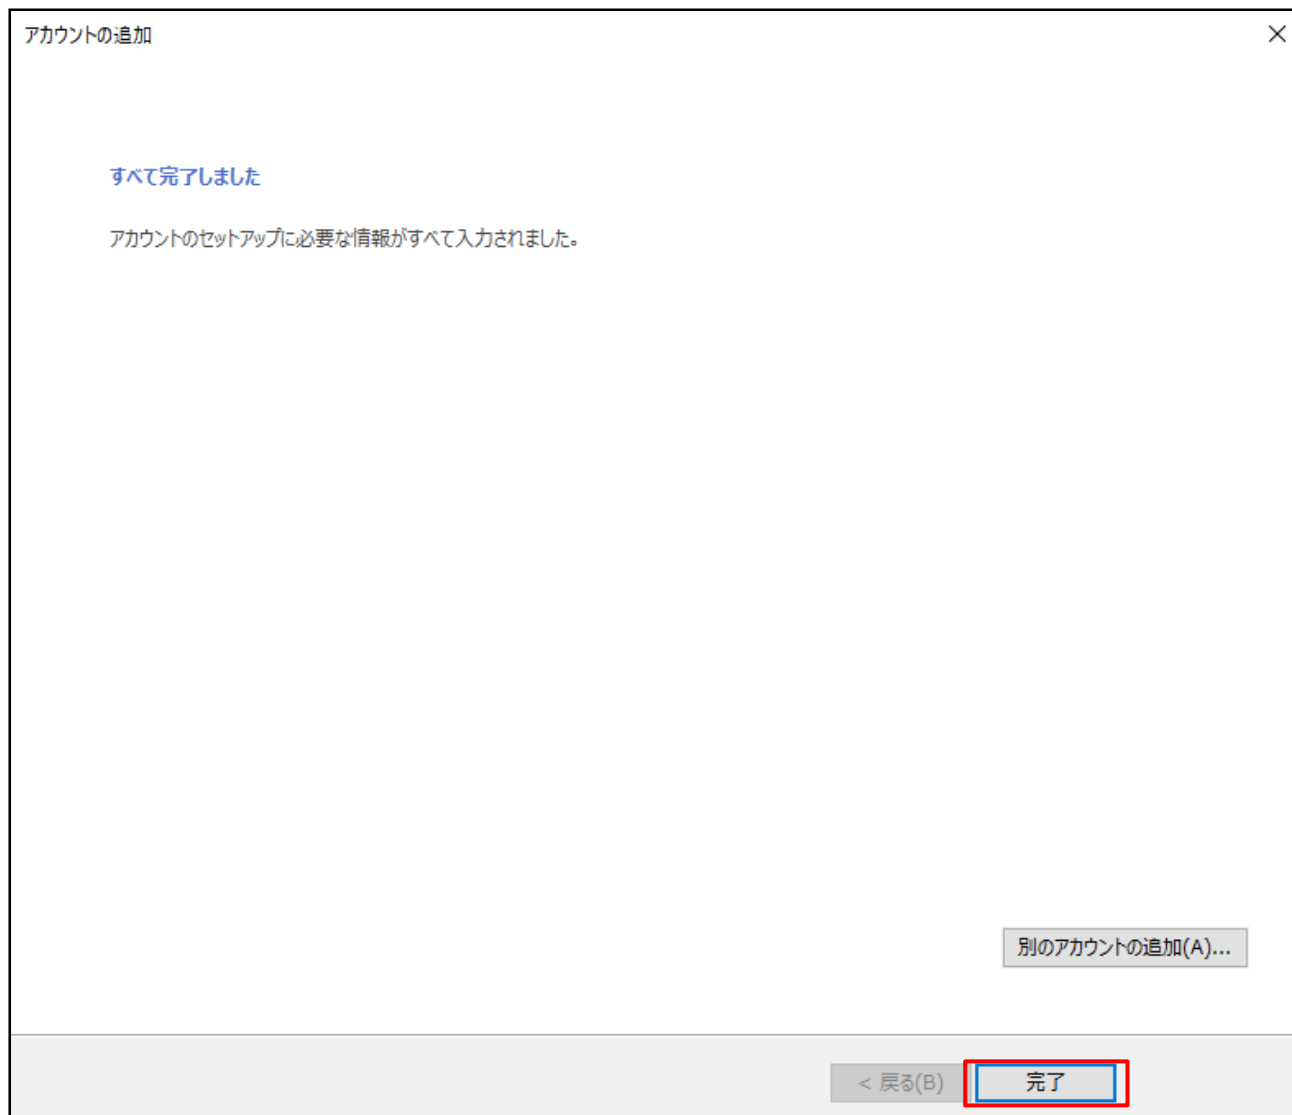 アカウントの追加
すべて完了しました
アカウントのセットアップに必要な情報がすべて入力されました。
別のアカウントの追加(A)...
< 戻る(B)
完了